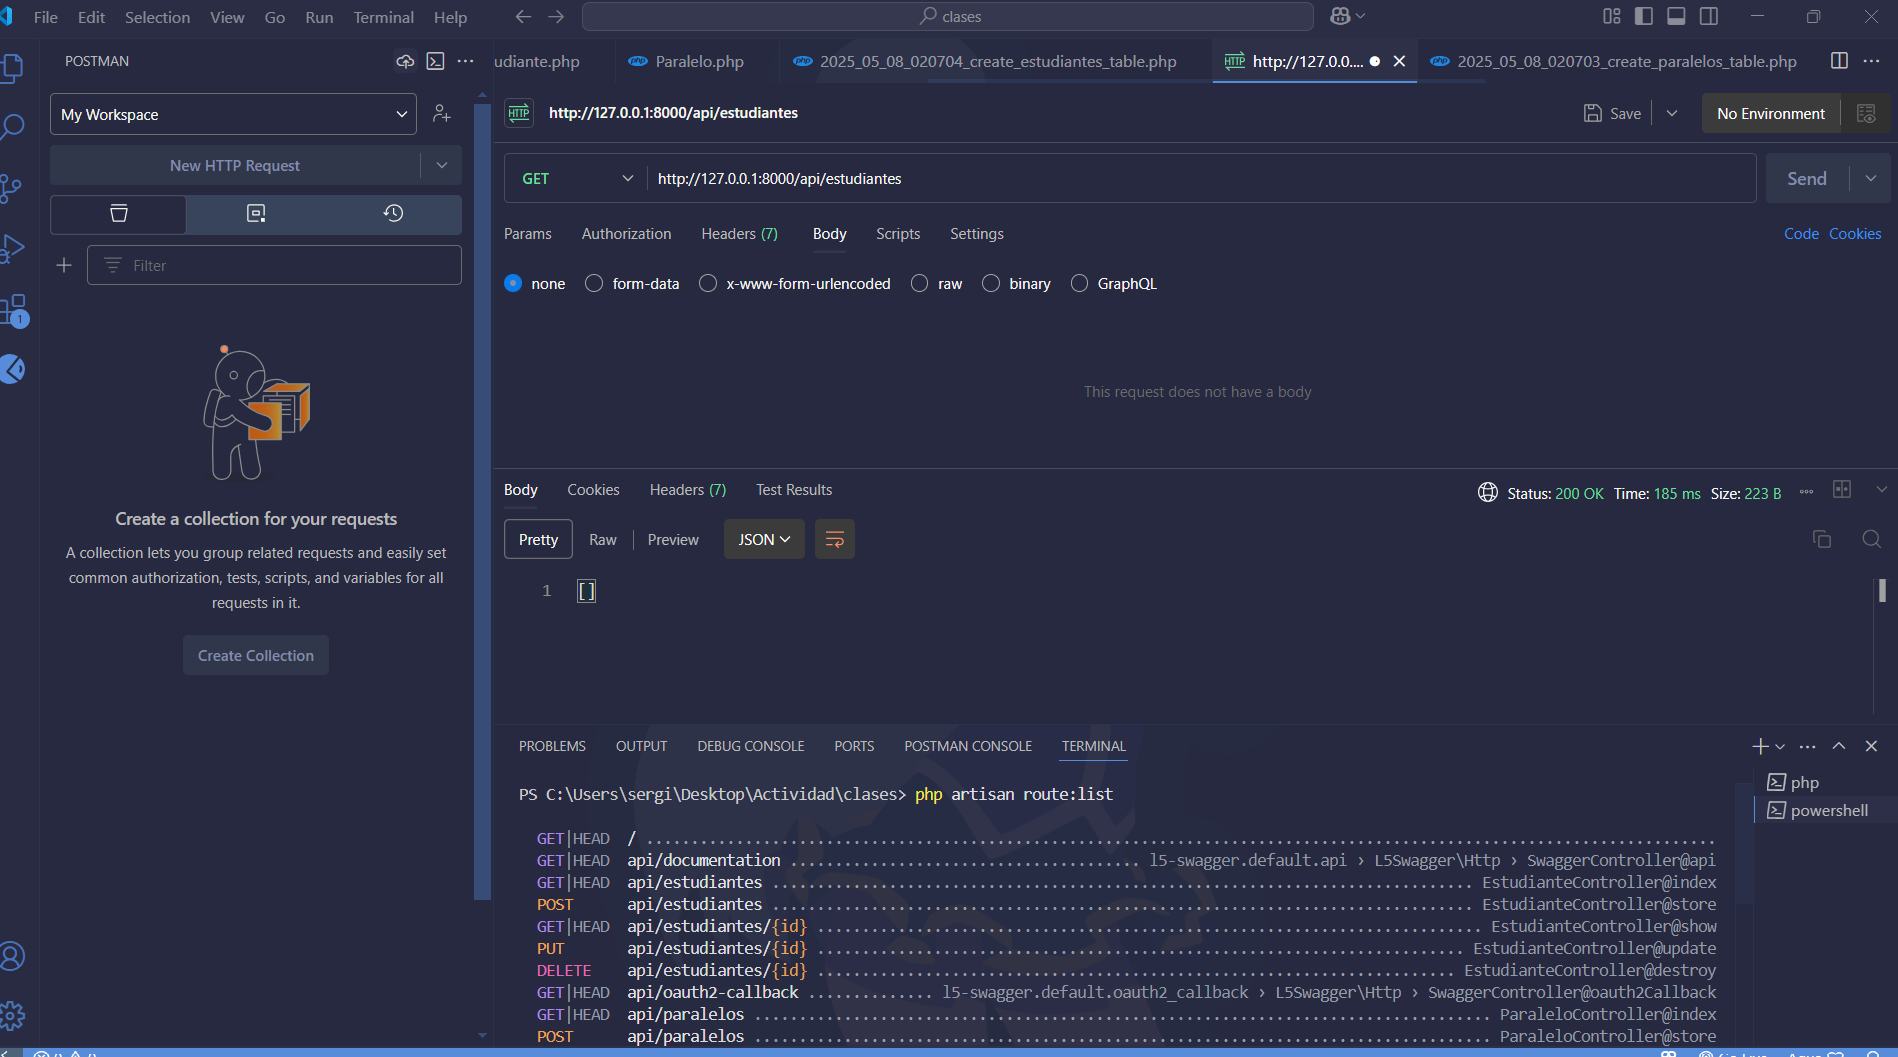 File Edit Selection View Go Run Terminal Help
clases
POSTMAN
udiante.php
Paralelo.php
2025_05_08_020704_create_estudiantes_table.php
http://127.0.0....
2025_05_08_020703_create_paralelos_table.php
My Workspace
New HTTP Request
Filter
1
Create a collection for your requests
A collection lets you group related requests and easily set
common authorization, tests, scripts, and variables for all
requests in it.
Create Collection
HTTP http://127.0.0.1:8000/api/estudiantes
Save
No Environment
GET http://127.0.0.1:8000/api/estudiantes
Send
Params Authorization Headers (7) Body Scripts Settings
Code Cookies
none form-data x-www-form-urlencoded raw binary GraphQL
This request does not have a body
Body Cookies Headers (7) Test Results
Status: 200 OK Time: 185 ms Size: 223 B
Pretty Raw Preview JSON
1 []
PROBLEMS OUTPUT DEBUG CONSOLE PORTS POSTMAN CONSOLE TERMINAL
php
powershell
PS C:\Users\sergi\Desktop\Actividad\clases> php artisan route:list
GET|HEAD / ........................................................................................................................
GET|HEAD api/documentation ....................................... l5-swagger.default.api › L5Swagger\Http › SwaggerController@api
GET|HEAD api/estudiantes .............................................................................. EstudianteController@index
POST api/estudiantes .............................................................................. EstudianteController@store
GET|HEAD api/estudiantes/{id} .......................................................................... EstudianteController@show
PUT api/estudiantes/{id} ........................................................................ EstudianteController@update
DELETE api/estudiantes/{id} ....................................................................... EstudianteController@destroy
GET|HEAD api/oauth2-callback .............. l5-swagger.default.oauth2_callback › L5Swagger\Http › SwaggerController@oauth2Callback
GET|HEAD api/paralelos .................................................................................. ParaleloController@index
POST api/paralelos .................................................................................. ParaleloController@store